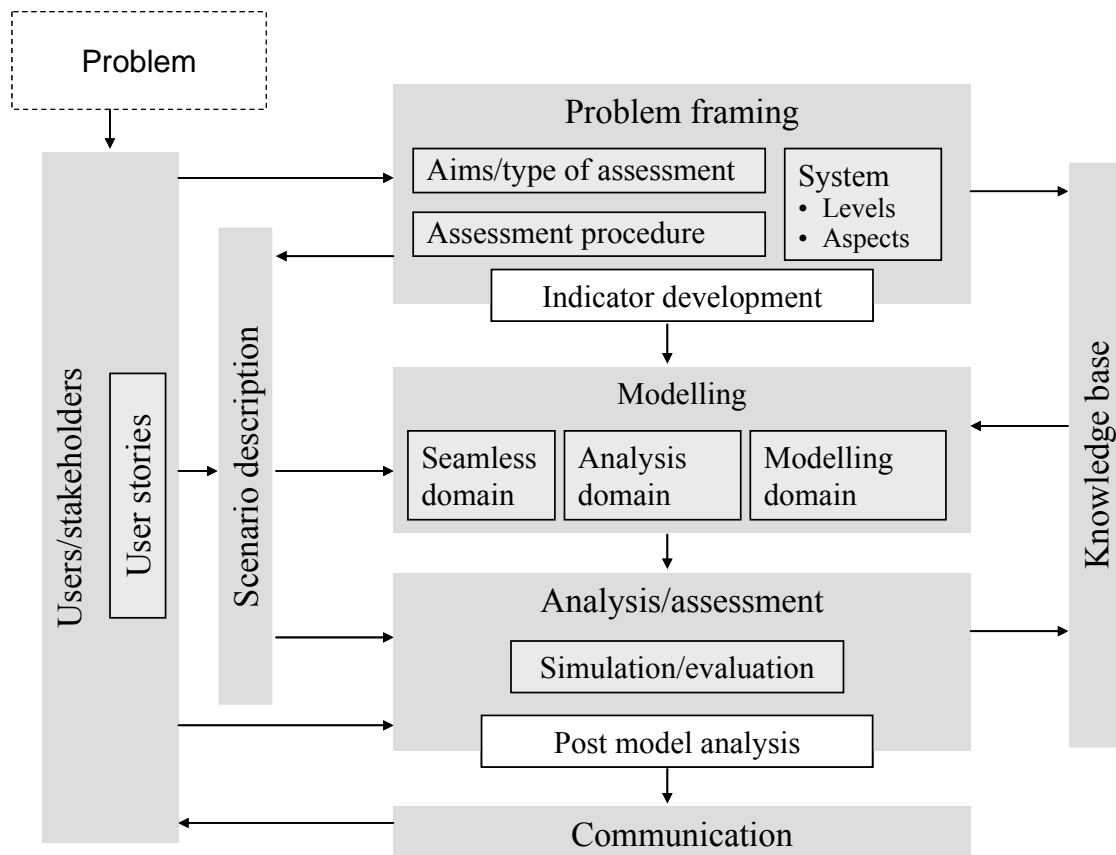 Problem
Problem framing
Aims/type of assessment
System
• Levels
• Aspects
Assessment procedure
Indicator development
Users/stakeholders
User stories
Scenario description
Knowledge base
Modelling
Seamless
domain
Analysis
domain
Modelling
domain
Analysis/assessment
Simulation/evaluation
Post model analysis
Communication